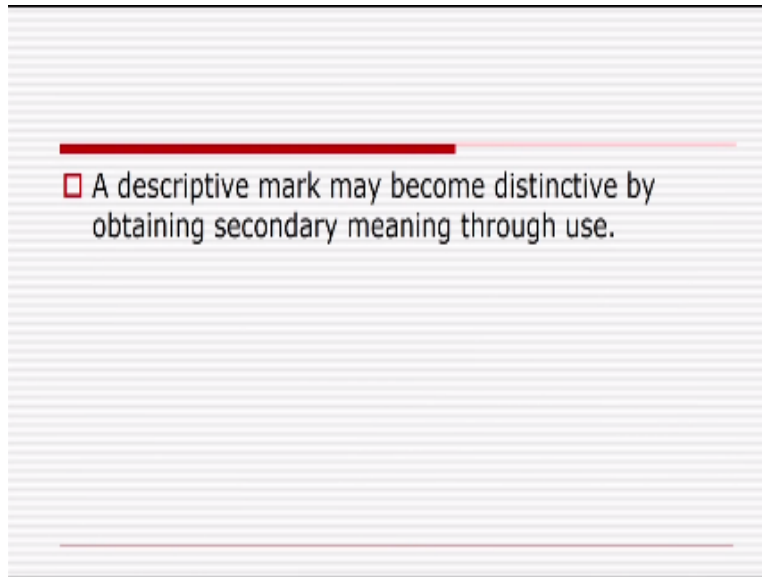 A descriptive mark may become distinctive by
obtaining secondary meaning through use.